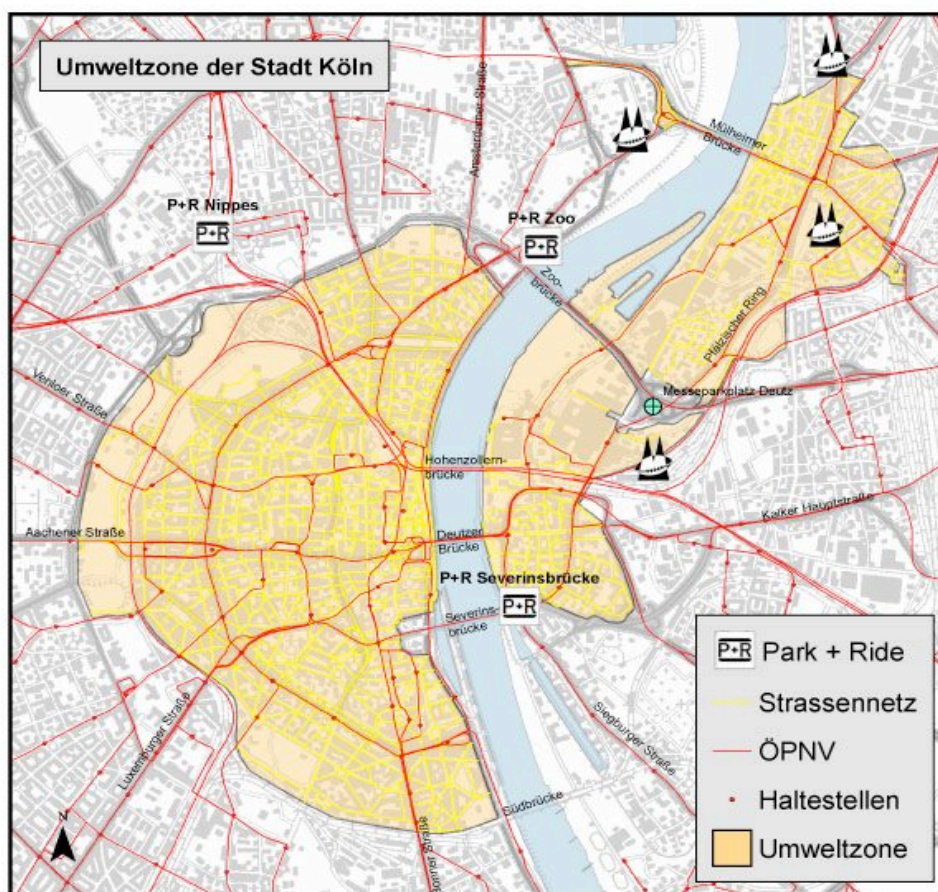 Umweltzone der Stadt Köln
Amsterdamer Straße
Mülheimer
Brücke
P+R Nippes
P+R
P+R Zoo
P+R
Zoo-
brücke
Pfälzischer Ring
Venloer Straße
Messeparkplatz Deutz
Hohenzollern-
brücke
Kalker Hauptstraße
Aachener Straße
Deutzer
Brücke
P+R Severinsbrücke
P+R
Severins-
brücke
Luxemburger Straße
Siegburger Straße
Südbrücke
Bonner Straße
N
P+R Park + Ride
Strassennetz
ÖPNV
Haltestellen
Umweltzone